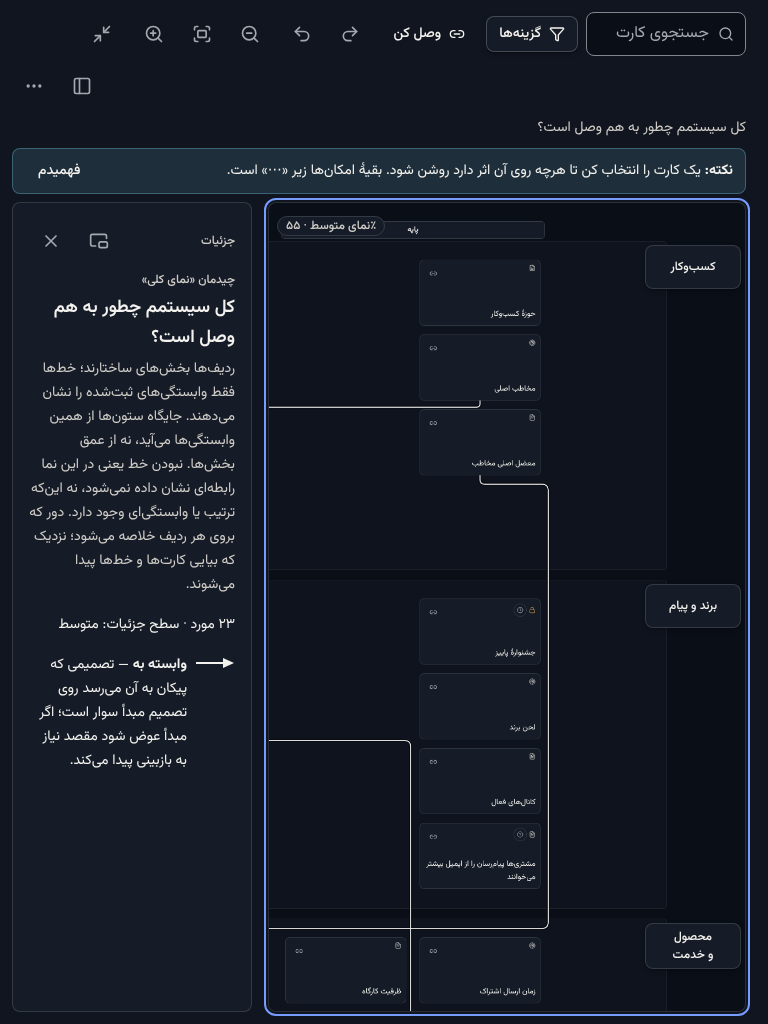 جستجوی کارت
گزینه‌ها
وصل کن
کل سیستمم چطور به هم وصل است؟
نکته: یک کارت را انتخاب کن تا هرچه روی آن اثر دارد روشن شود. بقیهٔ امکان‌ها زیر «⋯» است.
فهمیدم
پایه
نمای متوسط · ۵۵٪
کسب‌وکار
حوزهٔ کسب‌وکار
مخاطب اصلی
معضل اصلی مخاطب
برند و پیام
جشنوارهٔ پاییز
لحن برند
کانال‌های فعال
مشتری‌ها پیام‌رسان را از ایمیل بیشتر
می‌خوانند
محصول
و خدمت
زمان ارسال اشتراک
ظرفیت کارگاه
جزئیات
چیدمان «نمای کلی»
کل سیستمم چطور به هم
وصل است؟
ردیف‌ها بخش‌های ساختارند؛ خط‌ها
فقط وابستگی‌های ثبت‌شده را نشان
می‌دهند. جایگاه ستون‌ها از همین
وابستگی‌ها می‌آید، نه از عمق
بخش‌ها. نبودن خط یعنی در این نما
رابطه‌ای نشان داده نمی‌شود، نه این‌که
ترتیب یا وابستگی‌ای وجود دارد. دور که
بروی هر ردیف خلاصه می‌شود؛ نزدیک
که بیایی کارت‌ها و خط‌ها پیدا
می‌شوند.
۲۳ مورد · سطح جزئیات: متوسط
وابسته به — تصمیمی که
پیکان به آن می‌رسد روی
تصمیم مبدأ سوار است؛ اگر
مبدأ عوض شود مقصد نیاز
به بازبینی پیدا می‌کند.